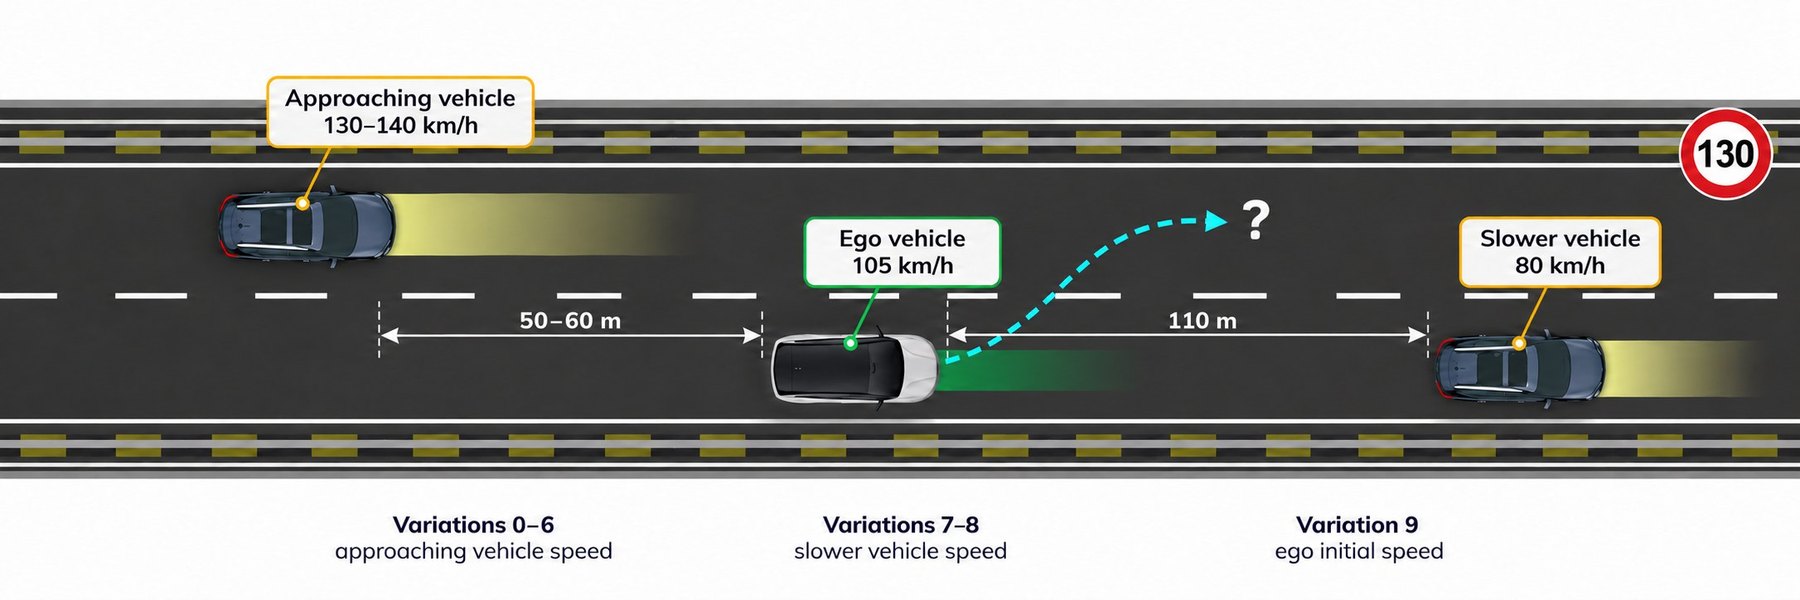 Approaching vehicle
130–140 km/h
130
Ego vehicle
105 km/h
?
Slower vehicle
80 km/h
50–60 m
110 m
Variations 0–6
approaching vehicle speed
Variations 7–8
slower vehicle speed
Variation 9
ego initial speed